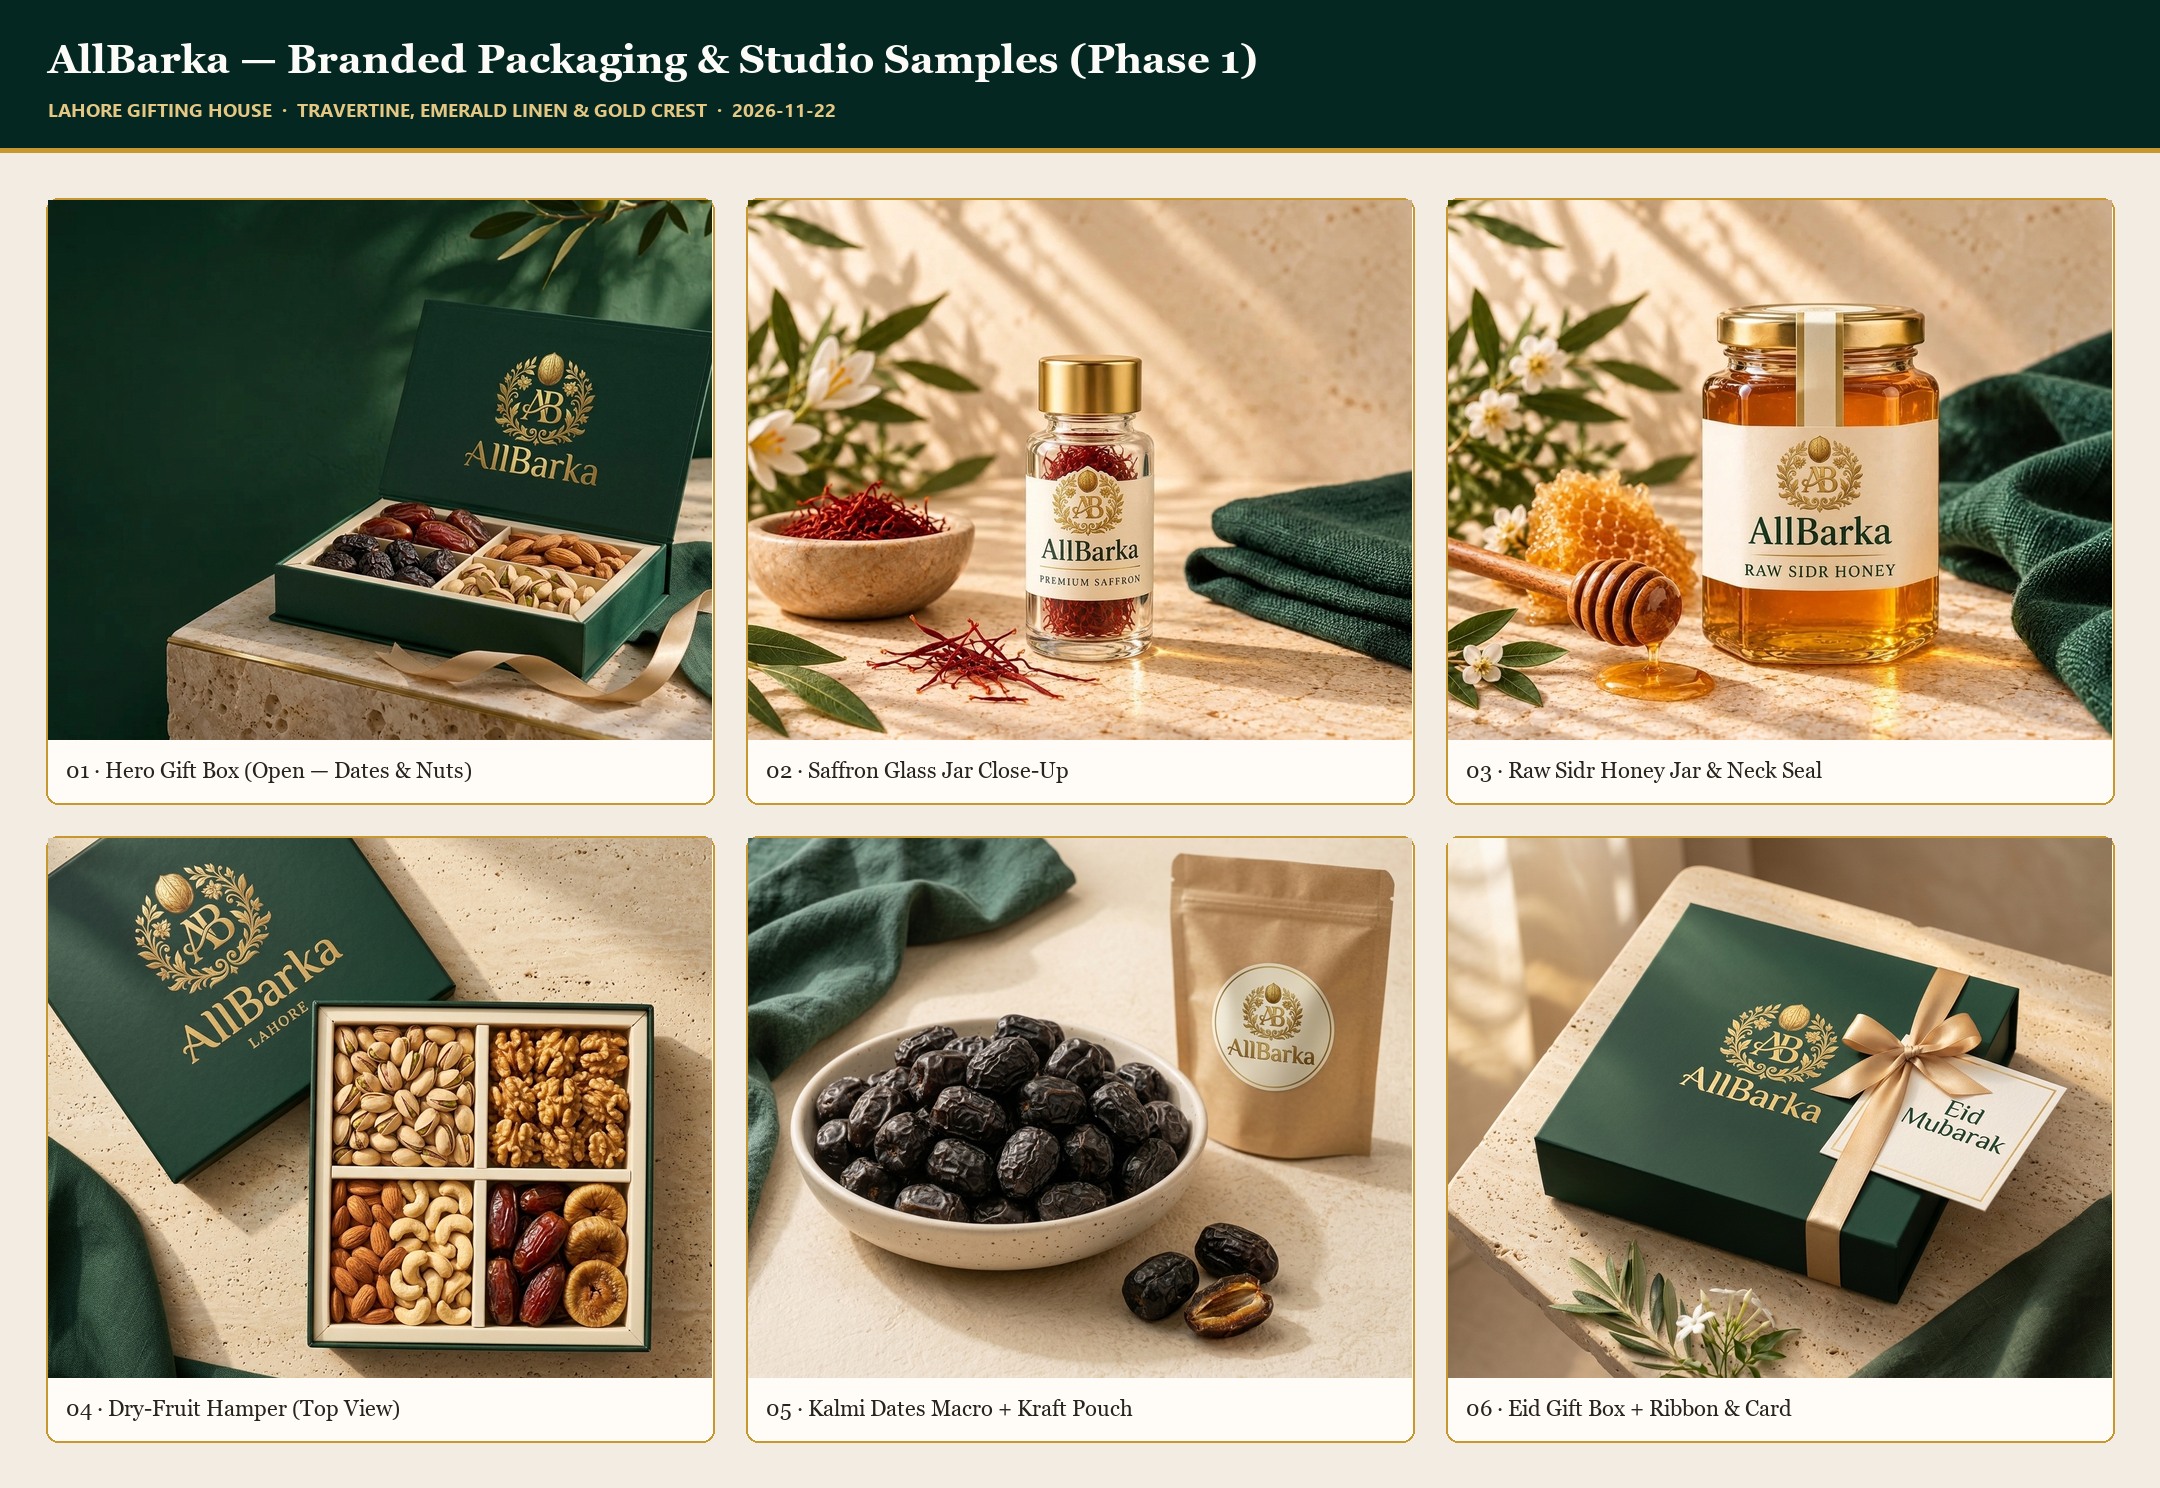 AllBarka — Branded Packaging & Studio Samples (Phase 1)
LAHORE GIFTING HOUSE · TRAVERTINE, EMERALD LINEN & GOLD CREST · 2026-11-22
AB
AllBarka
01 · Hero Gift Box (Open — Dates & Nuts)
AB
AllBarka
PREMIUM SAFFRON
02 · Saffron Glass Jar Close-Up
AB
AllBarka
RAW SIDR HONEY
03 · Raw Sidr Honey Jar & Neck Seal
AB
AllBarka
LAHORE
04 · Dry-Fruit Hamper (Top View)
AB
AllBarka
05 · Kalmi Dates Macro + Kraft Pouch
AB
AllBarka
Eid
Mubarak
06 · Eid Gift Box + Ribbon & Card